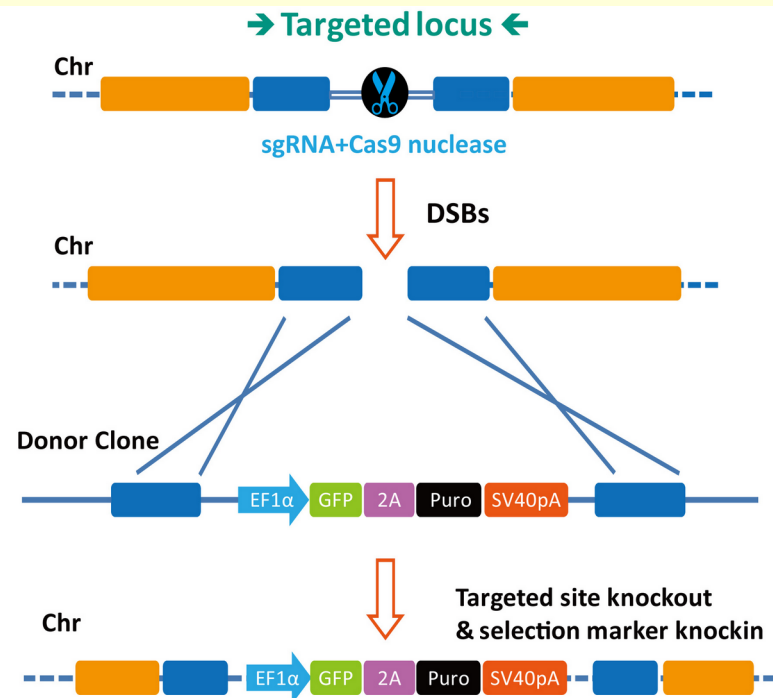 → Targeted locus ←
Chr
sgRNA+Cas9 nuclease
DSBs
Chr
Donor Clone
EF1α GFP 2A Puro SV40pA
Targeted site knockout
& selection marker knockin
Chr
EF1α GFP 2A Puro SV40pA